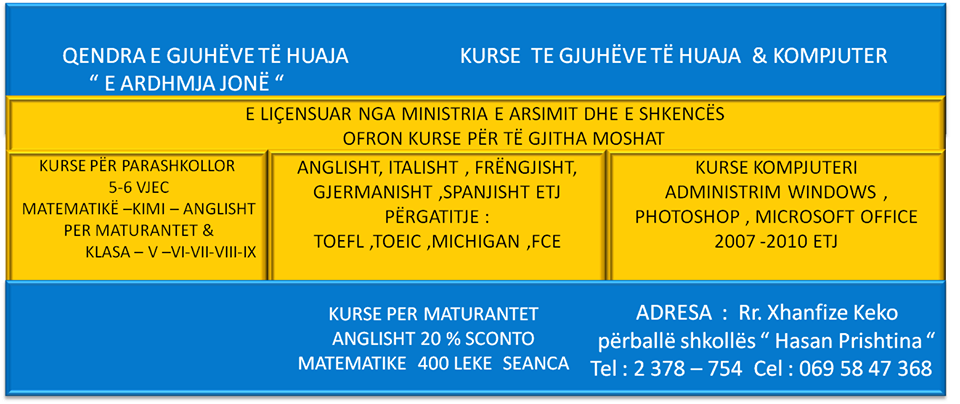 QENDRA E GJUHËVE TË HUAJA
“ E ARDHMJA JONË “
KURSE TE GJUHËVE TË HUAJA & KOMPJUTER
E LIÇENSUAR NGA MINISTRIA E ARSIMIT DHE E SHKENCËS
OFRON KURSE PËR TË GJITHA MOSHAT
KURSE PËR PARASHKOLLOR
5-6 VJEC
MATEMATIKË –KIMI – ANGLISHT
PER MATURANTET &
KLASA – V –VI-VII-VIII-IX
ANGLISHT, ITALISHT , FRËNGJISHT,
GJERMANISHT ,SPANJISHT ETJ
PËRGATITJE :
TOEFL ,TOEIC ,MICHIGAN ,FCE
KURSE KOMPJUTERI
ADMINISTRIM WINDOWS ,
PHOTOSHOP , MICROSOFT OFFICE
2007 -2010 ETJ
KURSE PER MATURANTET
ANGLISHT 20 % SCONTO
MATEMATIKE 400 LEKE SEANCA
ADRESA : Rr. Xhanfize Keko
përballë shkollës “ Hasan Prishtina “
Tel : 2 378 – 754 Cel : 069 58 47 368